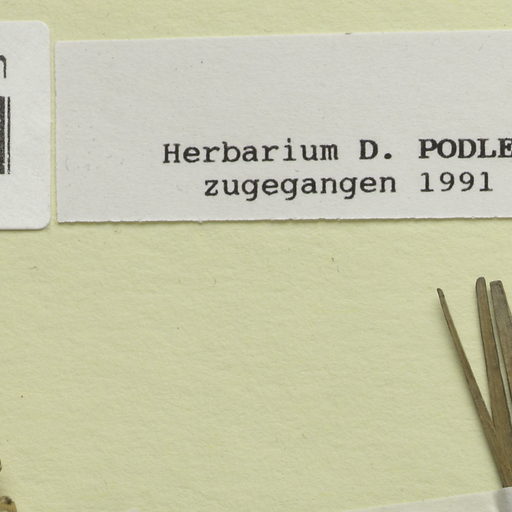 Herbarium D. PODLE
zugegangen 1991